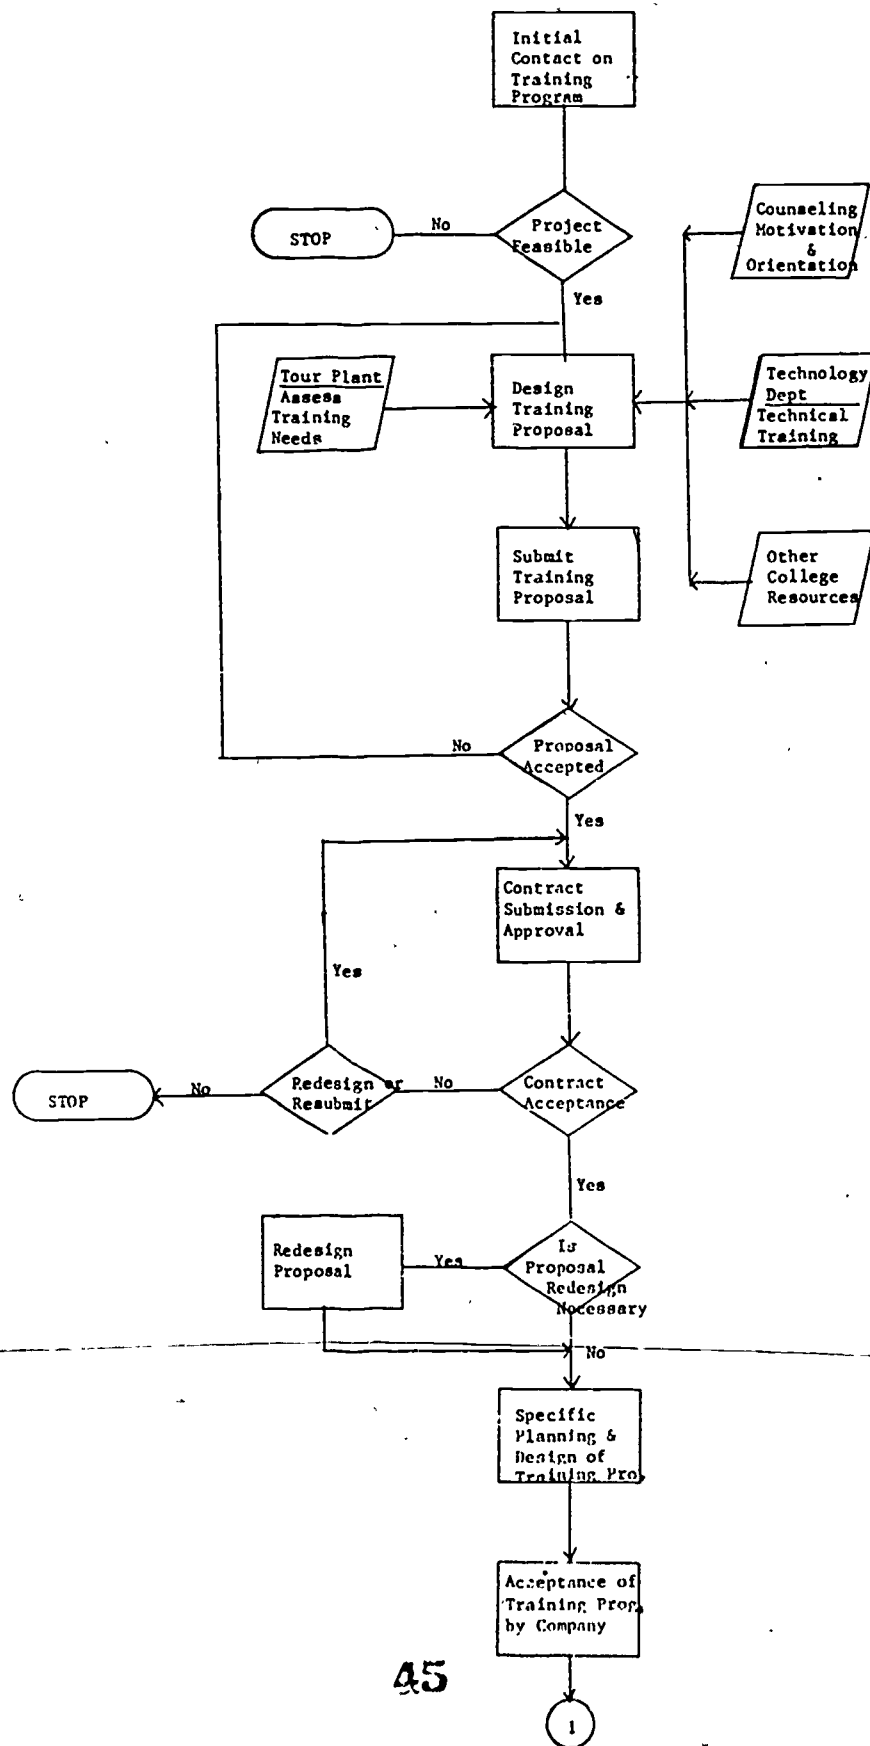 Initial
Contact on
Training
Program
Project
Feasible
No
STOP
Yes
Counseling
Motivation
&
Orientation
Tour Plant
Assess
Training
Needs
Design
Training
Proposal
Technology
Dept
Technical
Training
Submit
Training
Proposal
Other
College
Resources
Proposal
Accepted
No
Yes
Contract
Submission &
Approval
Yes
Contract
Acceptance
No
Redesign or
Resubmit
No
STOP
Yes
Is
Proposal
Redesign
Necessary
Yes
Redesign
Proposal
No
Specific
Planning &
Design of
Training Pro.
Acceptance of
Training Prog.
by Company
45
1